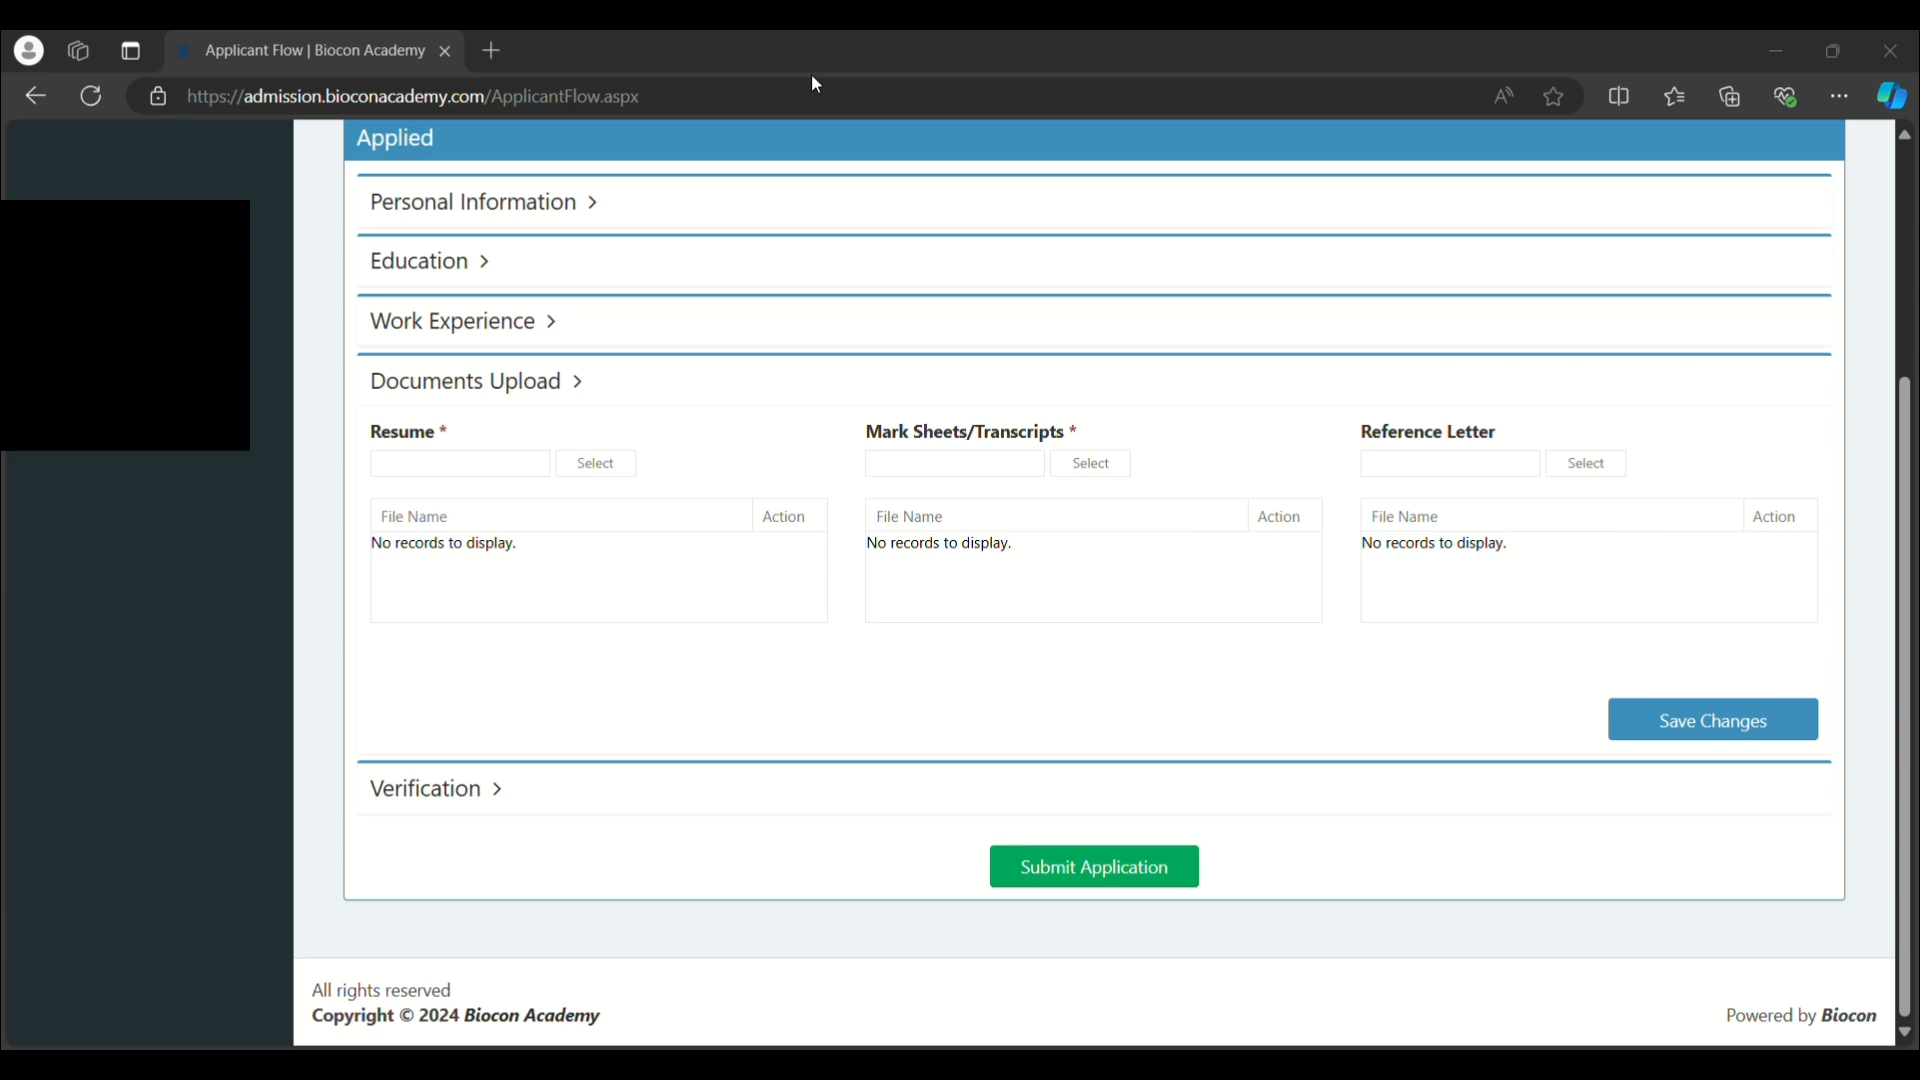 Applicant Flow | Biocon Academy
https://admission.bioconacademy.com/ApplicantFlow.aspx
Applied
Personal Information >
Education >
Work Experience >
Documents Upload >
Resume *
Mark Sheets/Transcripts *
Reference Letter
Select
Select
Select
File Name Action
File Name Action
File Name Action
No records to display.
No records to display.
No records to display.
Save Changes
Verification >
Submit Application
All rights reserved
Copyright © 2024 Biocon Academy
Powered by Biocon